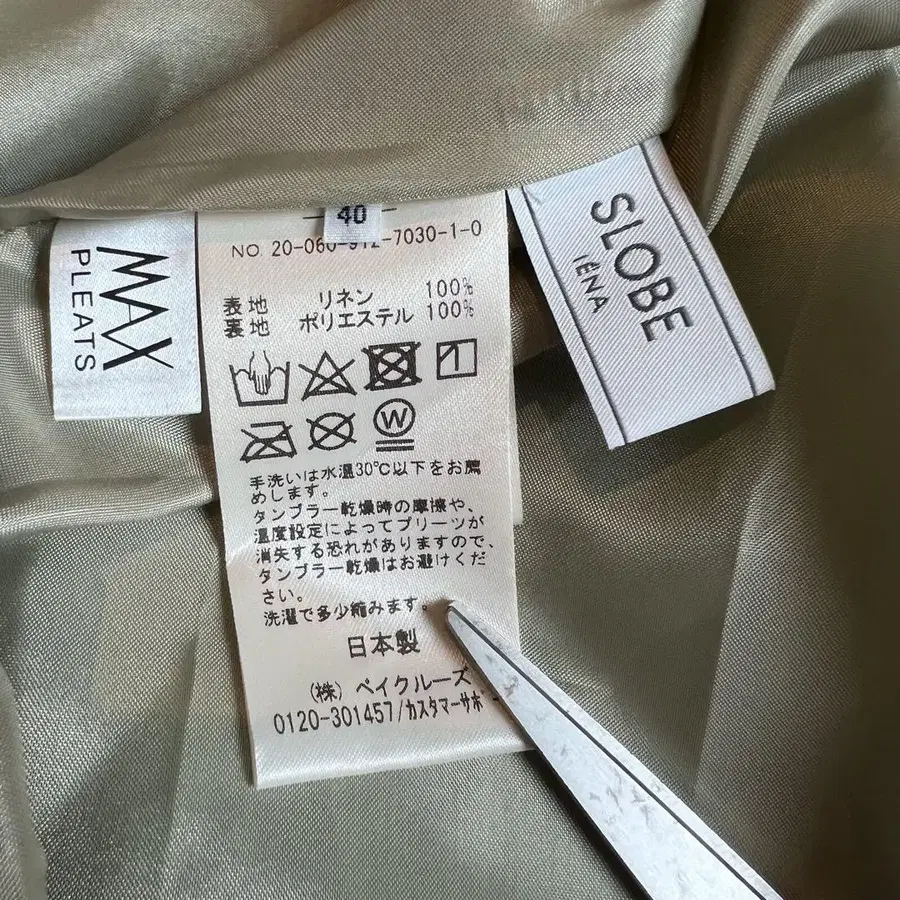 MAX
PLEATS
40
NO. 20-060-912-7030-1-0
表地 リネン 100%
裏地 ポリエステル 100%
W
手洗いは水温30℃以下をお薦
めします。
タンブラー乾燥時の摩擦や、
温度設定によってプリーツが
消失する恐れがありますので、
タンブラー乾燥はお避けくだ
さい。
洗濯で多少縮みます。
日本製
(株) ベイクルーズ
0120-301457/カスタマーサポ
SLOBE
IÉNA